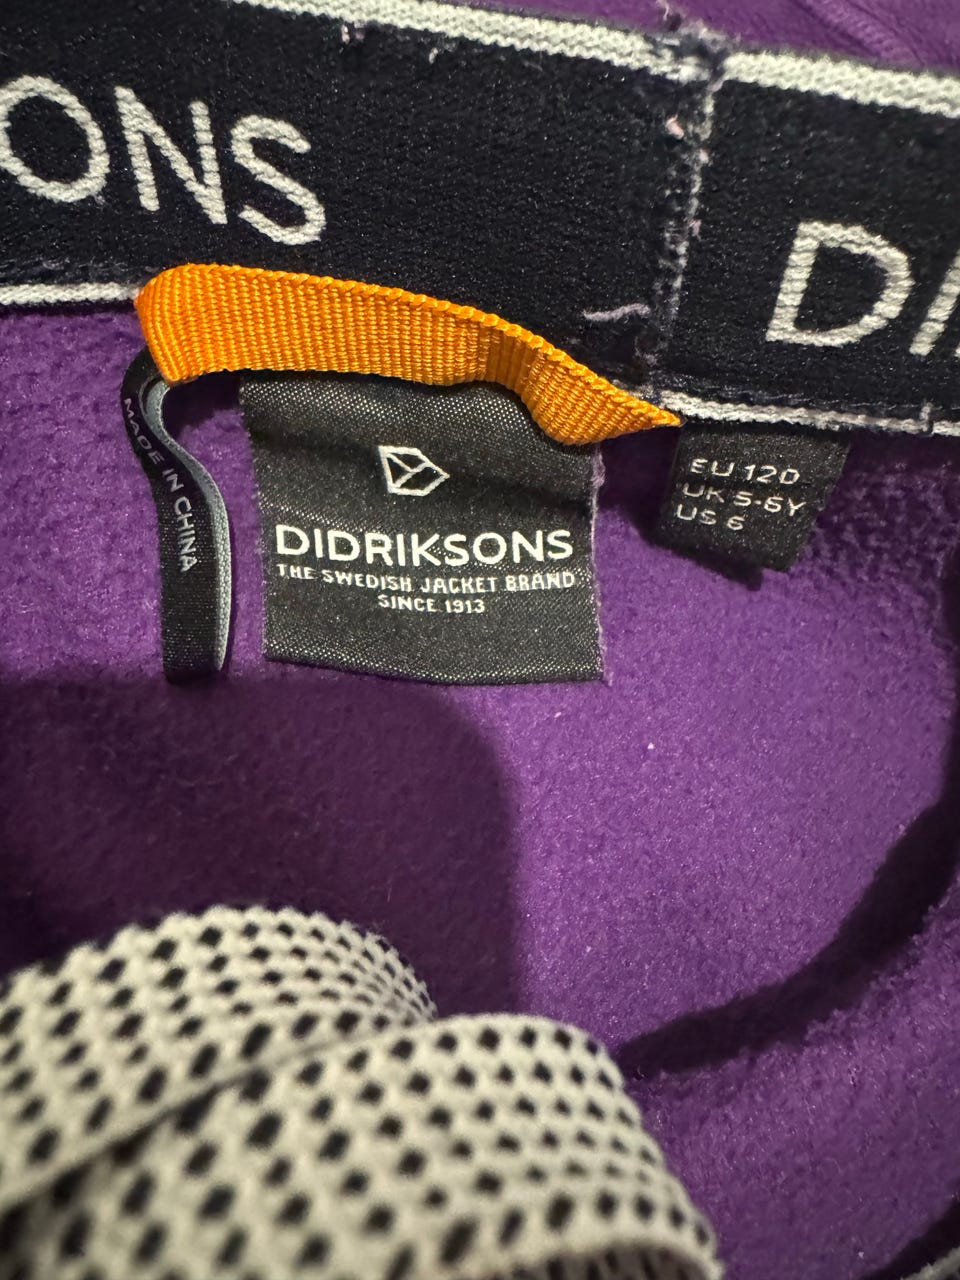 ONS
DI
MADE IN CHINA
DIDRIKSONS
THE SWEDISH JACKET BRAND
SINCE 1913
EU 120
UK 5-6Y
US 6